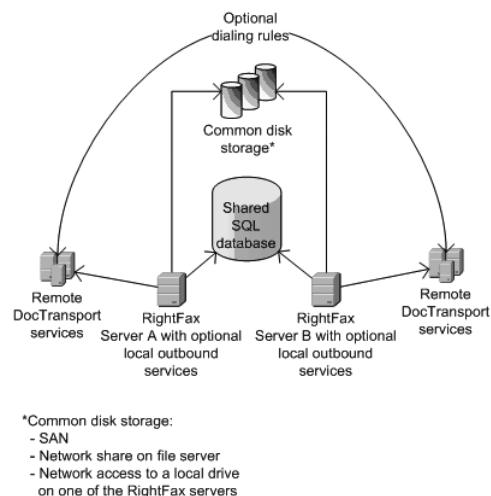 Optional
dialing rules
Common disk
storage*
Shared
SQL
database
Remote
DocTransport
services
RightFax
Server A with optional
local outbound
services
RightFax
Server B with optional
local outbound
services
Remote
DocTransport
services
*Common disk storage:
- SAN
- Network share on file server
- Network access to a local drive
on one of the RightFax servers